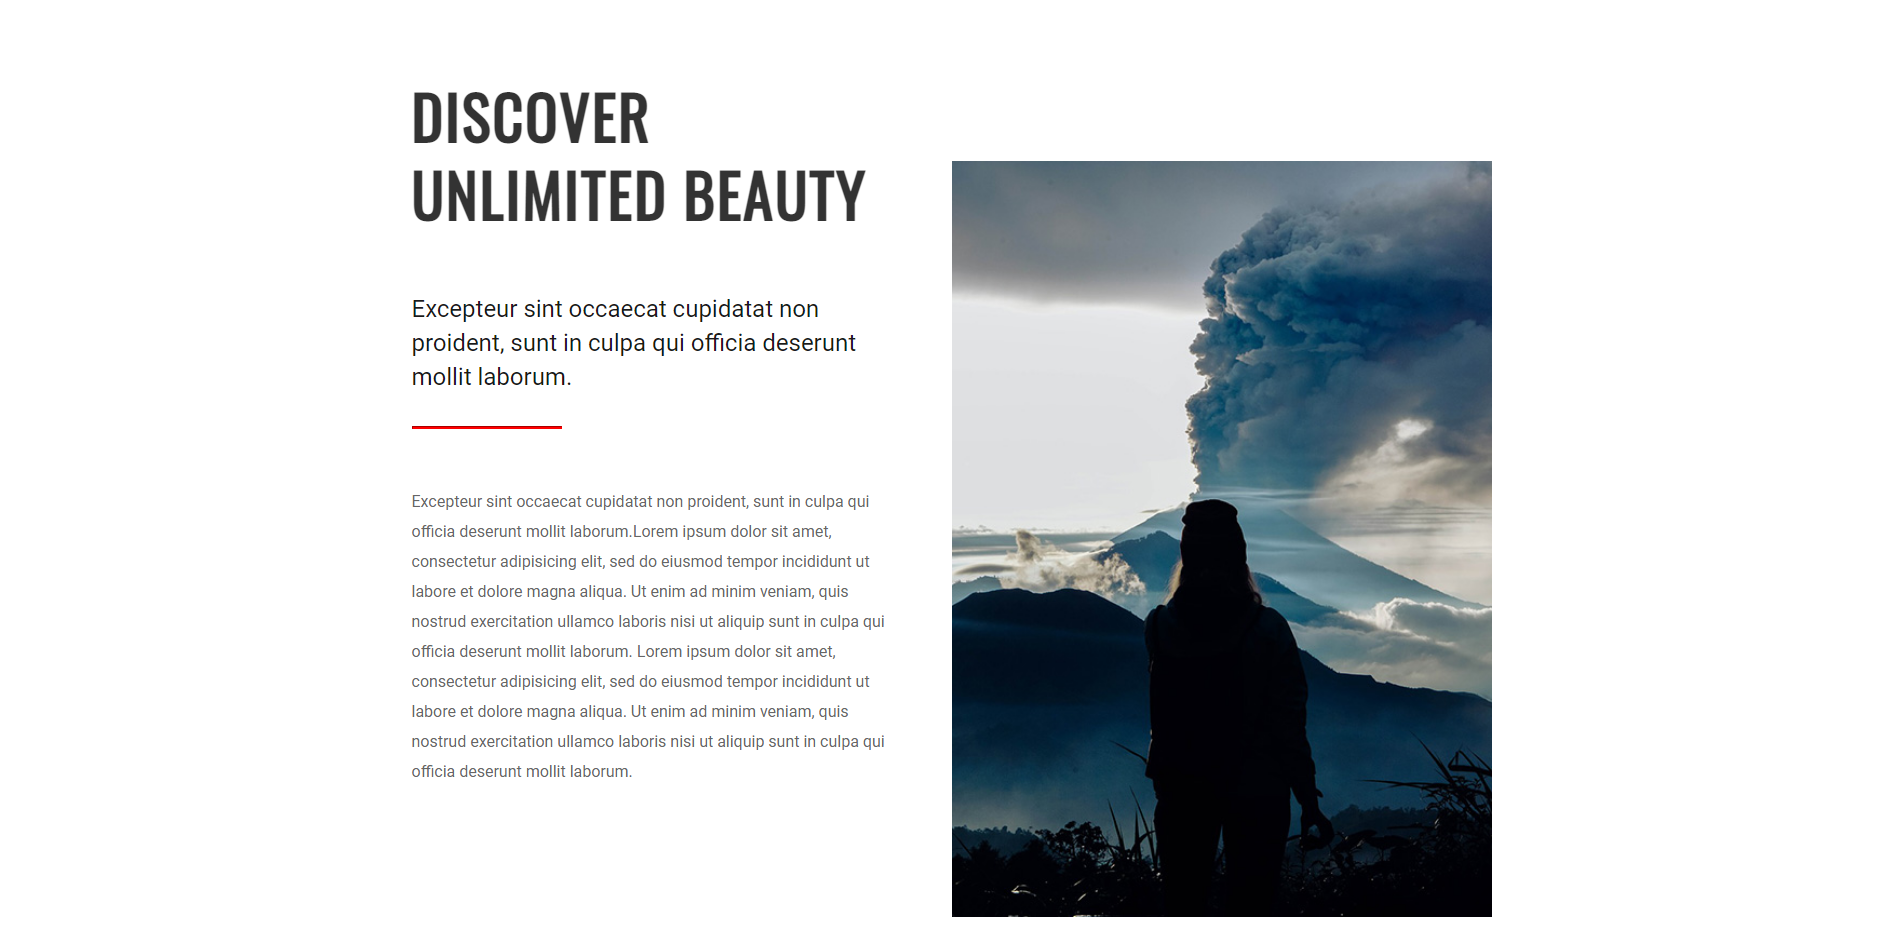 DISCOVER
UNLIMITED BEAUTY
Excepteur sint occaecat cupidatat non
proident, sunt in culpa qui officia deserunt
mollit laborum.
Excepteur sint occaecat cupidatat non proident, sunt in culpa qui
officia deserunt mollit laborum.Lorem ipsum dolor sit amet,
consectetur adipisicing elit, sed do eiusmod tempor incididunt ut
labore et dolore magna aliqua. Ut enim ad minim veniam, quis
nostrud exercitation ullamco laboris nisi ut aliquip sunt in culpa qui
officia deserunt mollit laborum. Lorem ipsum dolor sit amet,
consectetur adipisicing elit, sed do eiusmod tempor incididunt ut
labore et dolore magna aliqua. Ut enim ad minim veniam, quis
nostrud exercitation ullamco laboris nisi ut aliquip sunt in culpa qui
officia deserunt mollit laborum.